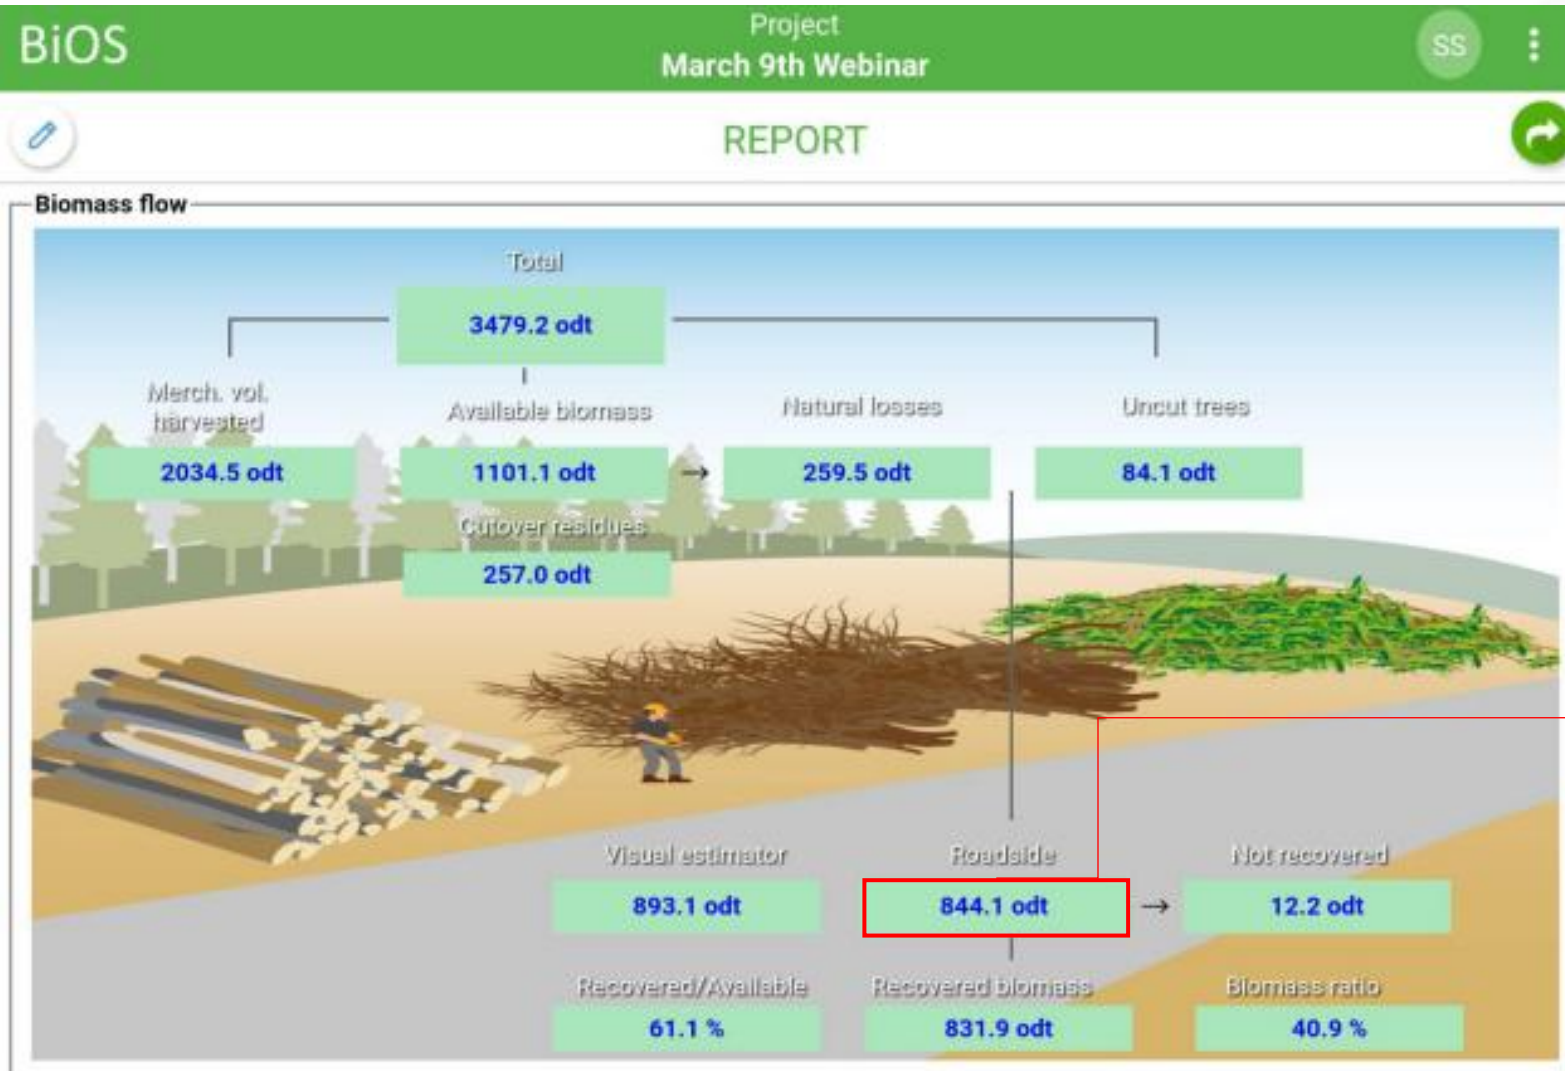 BiOS
Project
March 9th Webinar
SS
REPORT
Biomass flow
Total
3479.2 odt
Merch. vol.
harvested
Available biomass
Natural losses
Uncut trees
2034.5 odt
1101.1 odt
→
259.5 odt
84.1 odt
Cutover residues
257.0 odt
Visual estimator
Roadside
Not recovered
893.1 odt
844.1 odt
→
12.2 odt
Recovered/Available
Recovered biomass
Biomass ratio
61.1 %
831.9 odt
40.9 %